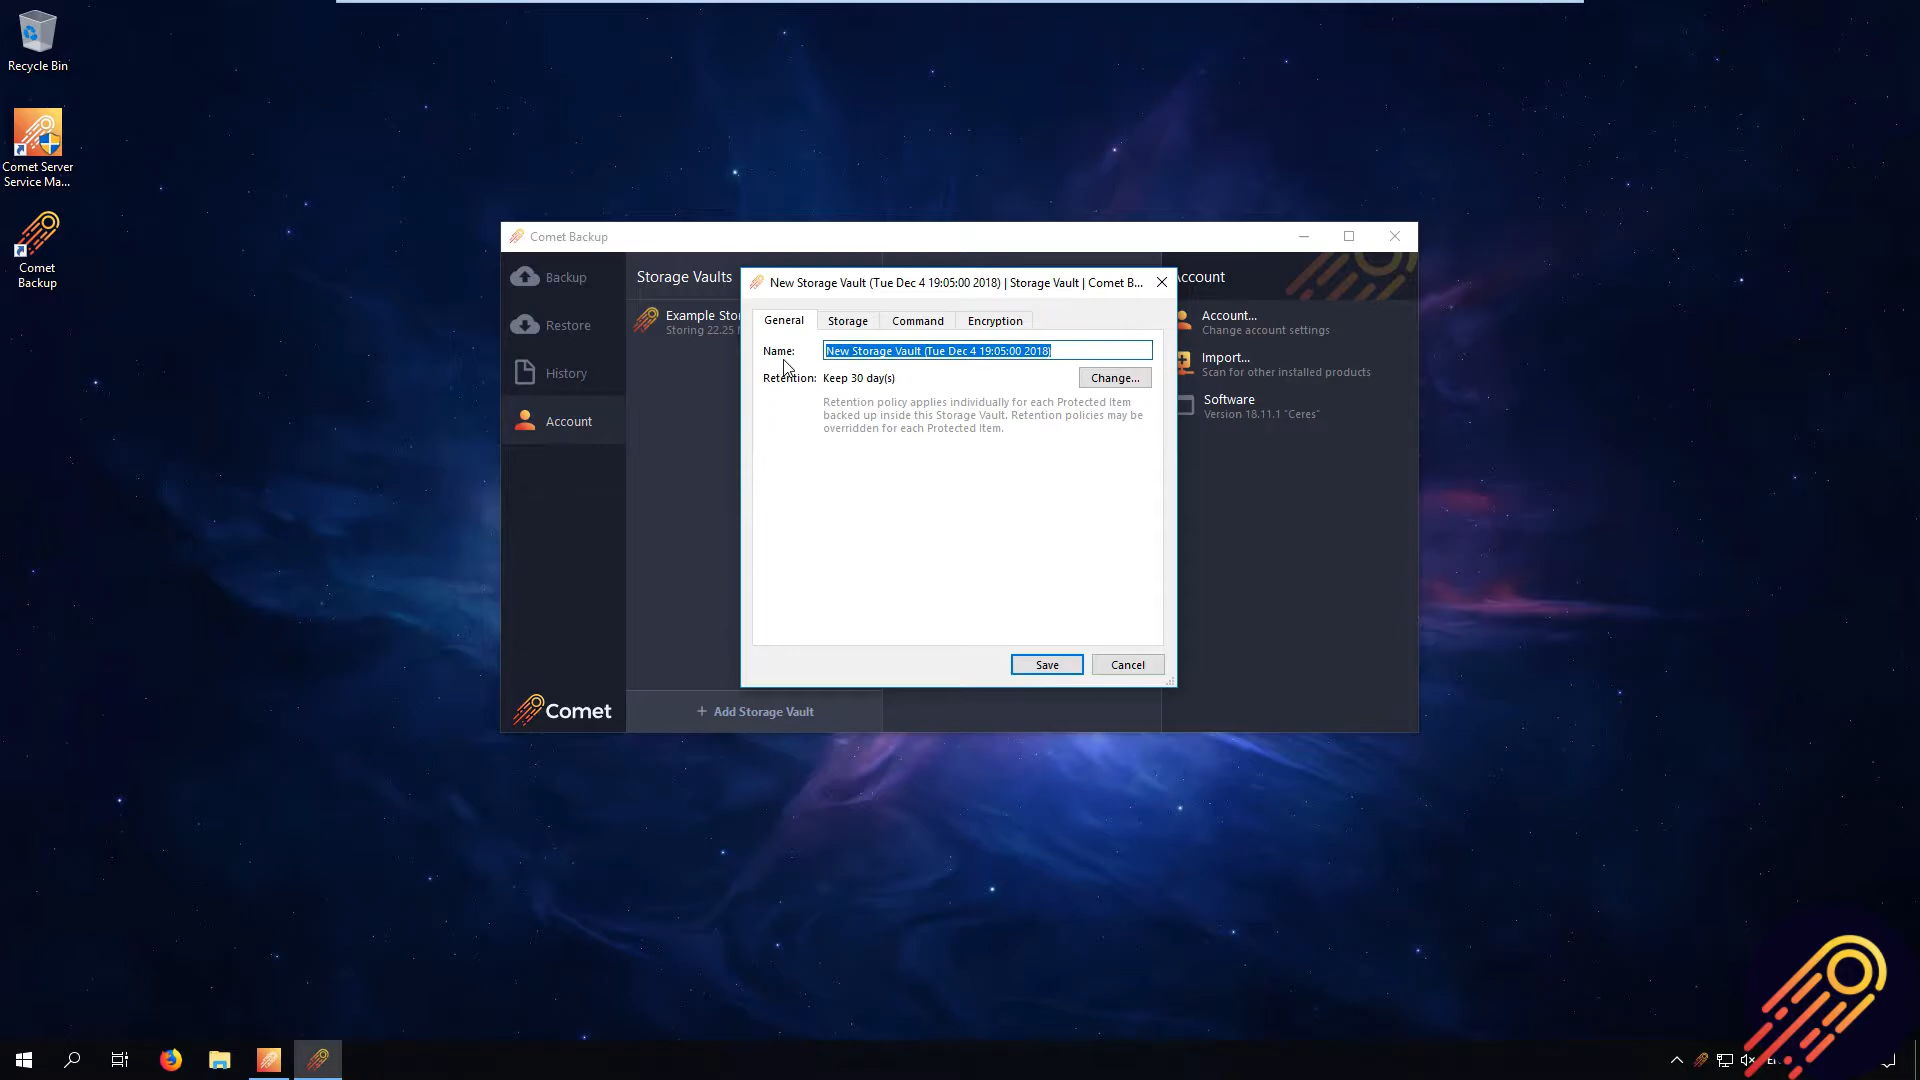 Recycle Bin
Comet Server
Service Ma...
Comet
Backup
Comet Backup
Backup
Restore
History
Account
Comet
Storage Vaults
Example Sto
Storing 22.25
+ Add Storage Vault
New Storage Vault (Tue Dec 4 19:05:00 2018) | Storage Vault | Comet B...
General
Storage
Command
Encryption
Name:
New Storage Vault (Tue Dec 4 19:05:00 2018)
Retention:
Keep 30 day(s)
Change...
Retention policy applies individually for each Protected Item
backed up inside this Storage Vault. Retention policies may be
overridden for each Protected Item.
Save
Cancel
Account
Account...
Change account settings
Import...
Scan for other installed products
Software
Version 18.11.1 "Ceres"